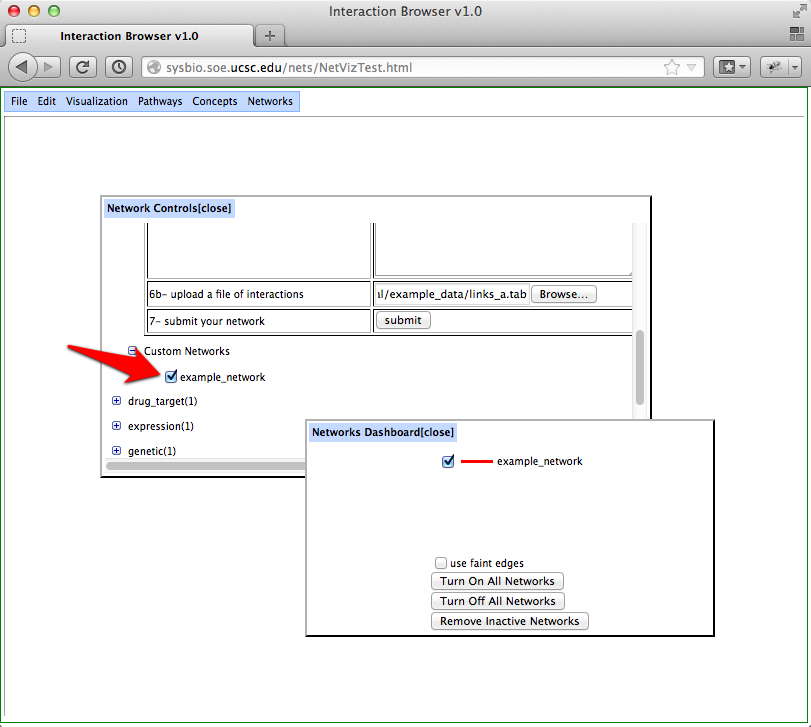 Interaction Browser v1.0
Interaction Browser v1.0
sysbio.soe.ucsc.edu/nets/NetVizTest.html
File Edit Visualization Pathways Concepts Networks
Network Controls[close]
6b- upload a file of interactions
al/example_data/links_a.tab Browse...
7- submit your network
submit
Custom Networks
example_network
drug_target(1)
expression(1)
genetic(1)
Networks Dashboard[close]
example_network
use faint edges
Turn On All Networks
Turn Off All Networks
Remove Inactive Networks